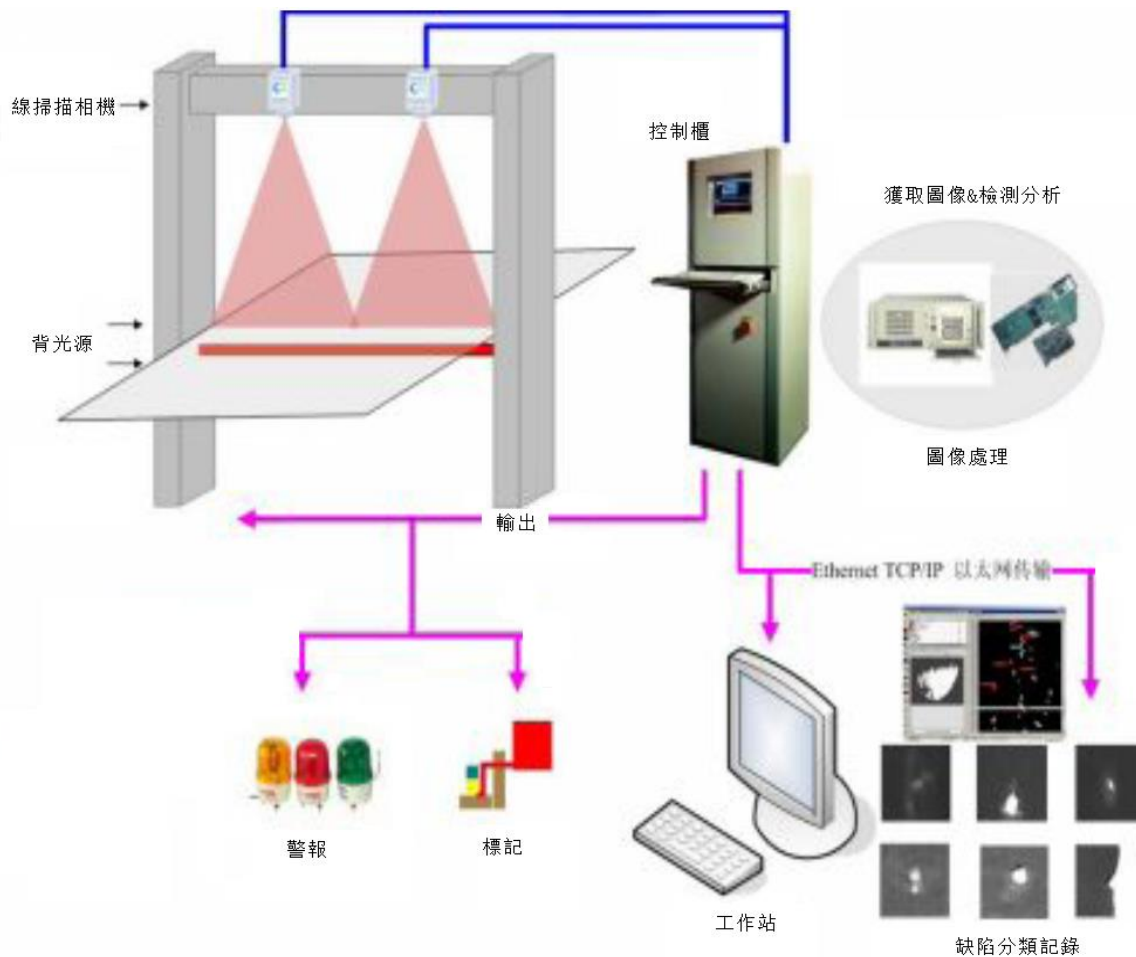 線掃描相機
控制櫃
獲取圖像&檢測分析
背光源
圖像處理
輸出
Ethernet TCP/IP 以太网传输
警報
標記
工作站
缺陷分類記錄